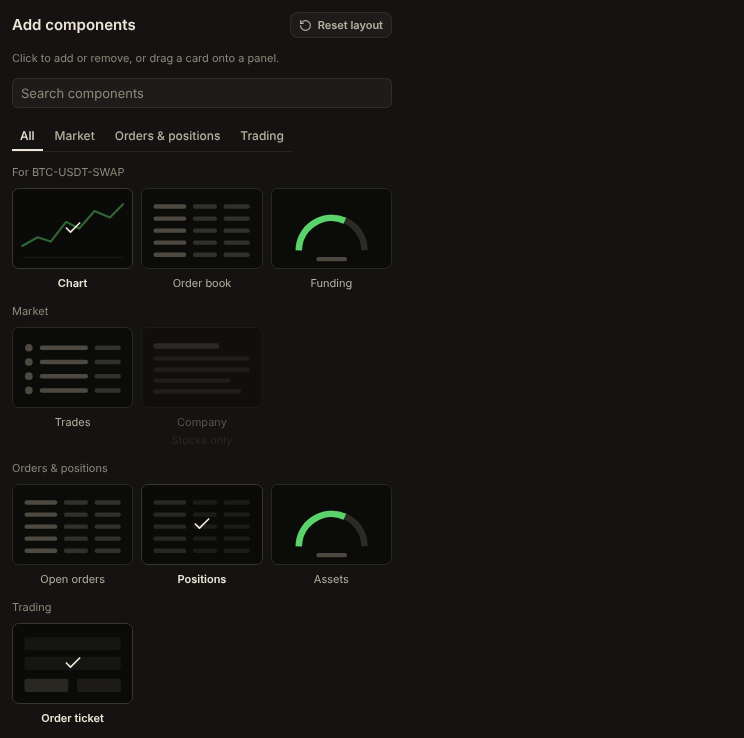 Add components
Reset layout
Click to add or remove, or drag a card onto a panel.
Search components
All Market Orders & positions Trading
For BTC-USDT-SWAP
Chart Order book Funding
Market
Trades Company
Stocks only
Orders & positions
Open orders Positions Assets
Trading
Order ticket